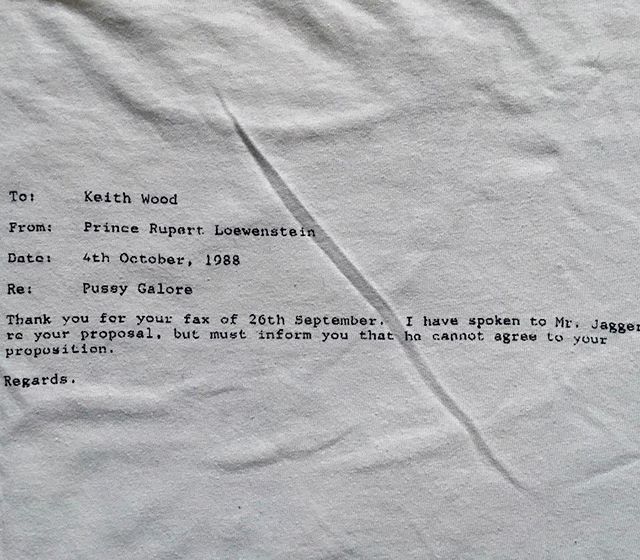 To: Keith Wood
From: Prince Rupert Loewenstein
Date: 4th October, 1988
Re: Pussy Galore
Thank you for your fax of 26th September. I have spoken to Mr. Jagger
re your proposal, but must inform you that he cannot agree to your
proposition.
Regards.